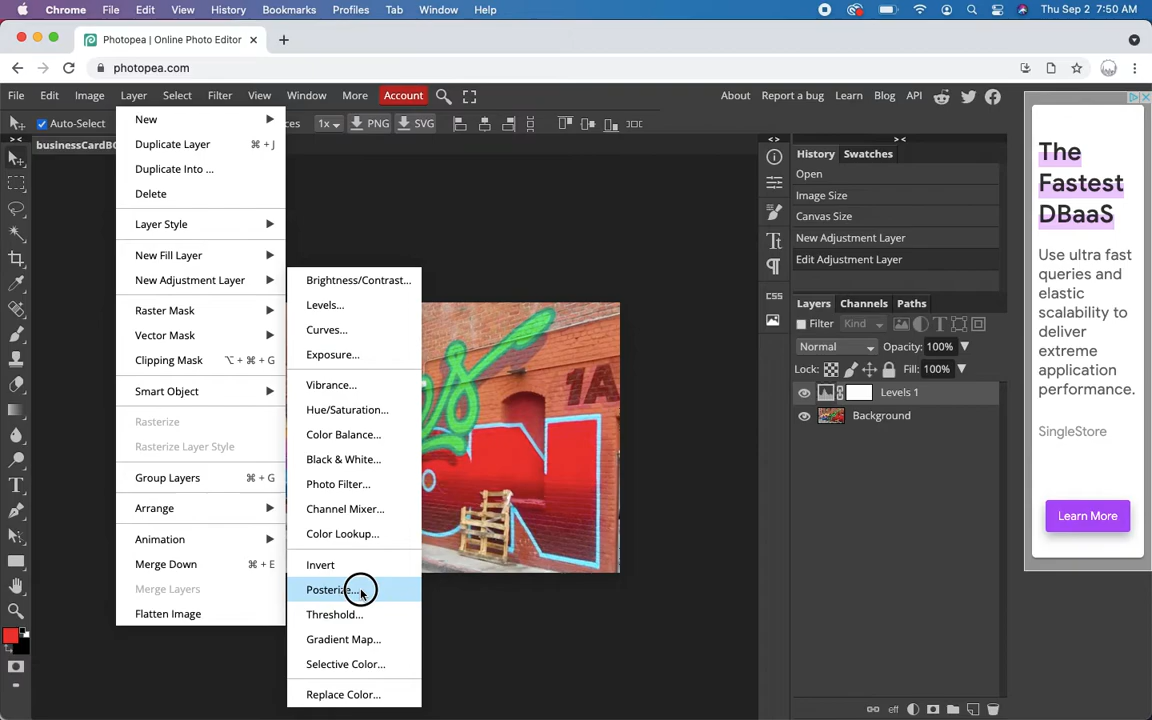 Chrome File Edit View History Bookmarks Profiles Tab Window Help Thu Sep 2 7:50 AM
Photopea | Online Photo Editor
photopea.com
File Edit Image Layer Select Filter View Window More Account About Report a bug Learn Blog API
Auto-Select 1x PNG SVG
businessCardB
New
Duplicate Layer ⌘ + J
Duplicate Into ...
Delete
Layer Style
New Fill Layer
New Adjustment Layer
Raster Mask
Vector Mask
Clipping Mask ⌥ + ⌘ + G
Smart Object
Rasterize
Rasterize Layer Style
Group Layers ⌘ + G
Arrange
Animation
Merge Down ⌘ + E
Merge Layers
Flatten Image
Brightness/Contrast...
Levels...
Curves...
Exposure...
Vibrance...
Hue/Saturation...
Color Balance...
Black & White...
Photo Filter...
Channel Mixer...
Color Lookup...
Invert
Posterize...
Threshold...
Gradient Map...
Selective Color...
Replace Color...
1A
CSS
History Swatches
Open
Image Size
Canvas Size
New Adjustment Layer
Edit Adjustment Layer
Layers Channels Paths
Filter Kind
Normal Opacity: 100%
Lock: Fill: 100%
Levels 1
Background
eff
The
Fastest
DBaaS
Use ultra fast
queries and
elastic
scalability to
deliver
extreme
application
performance.
SingleStore
Learn More